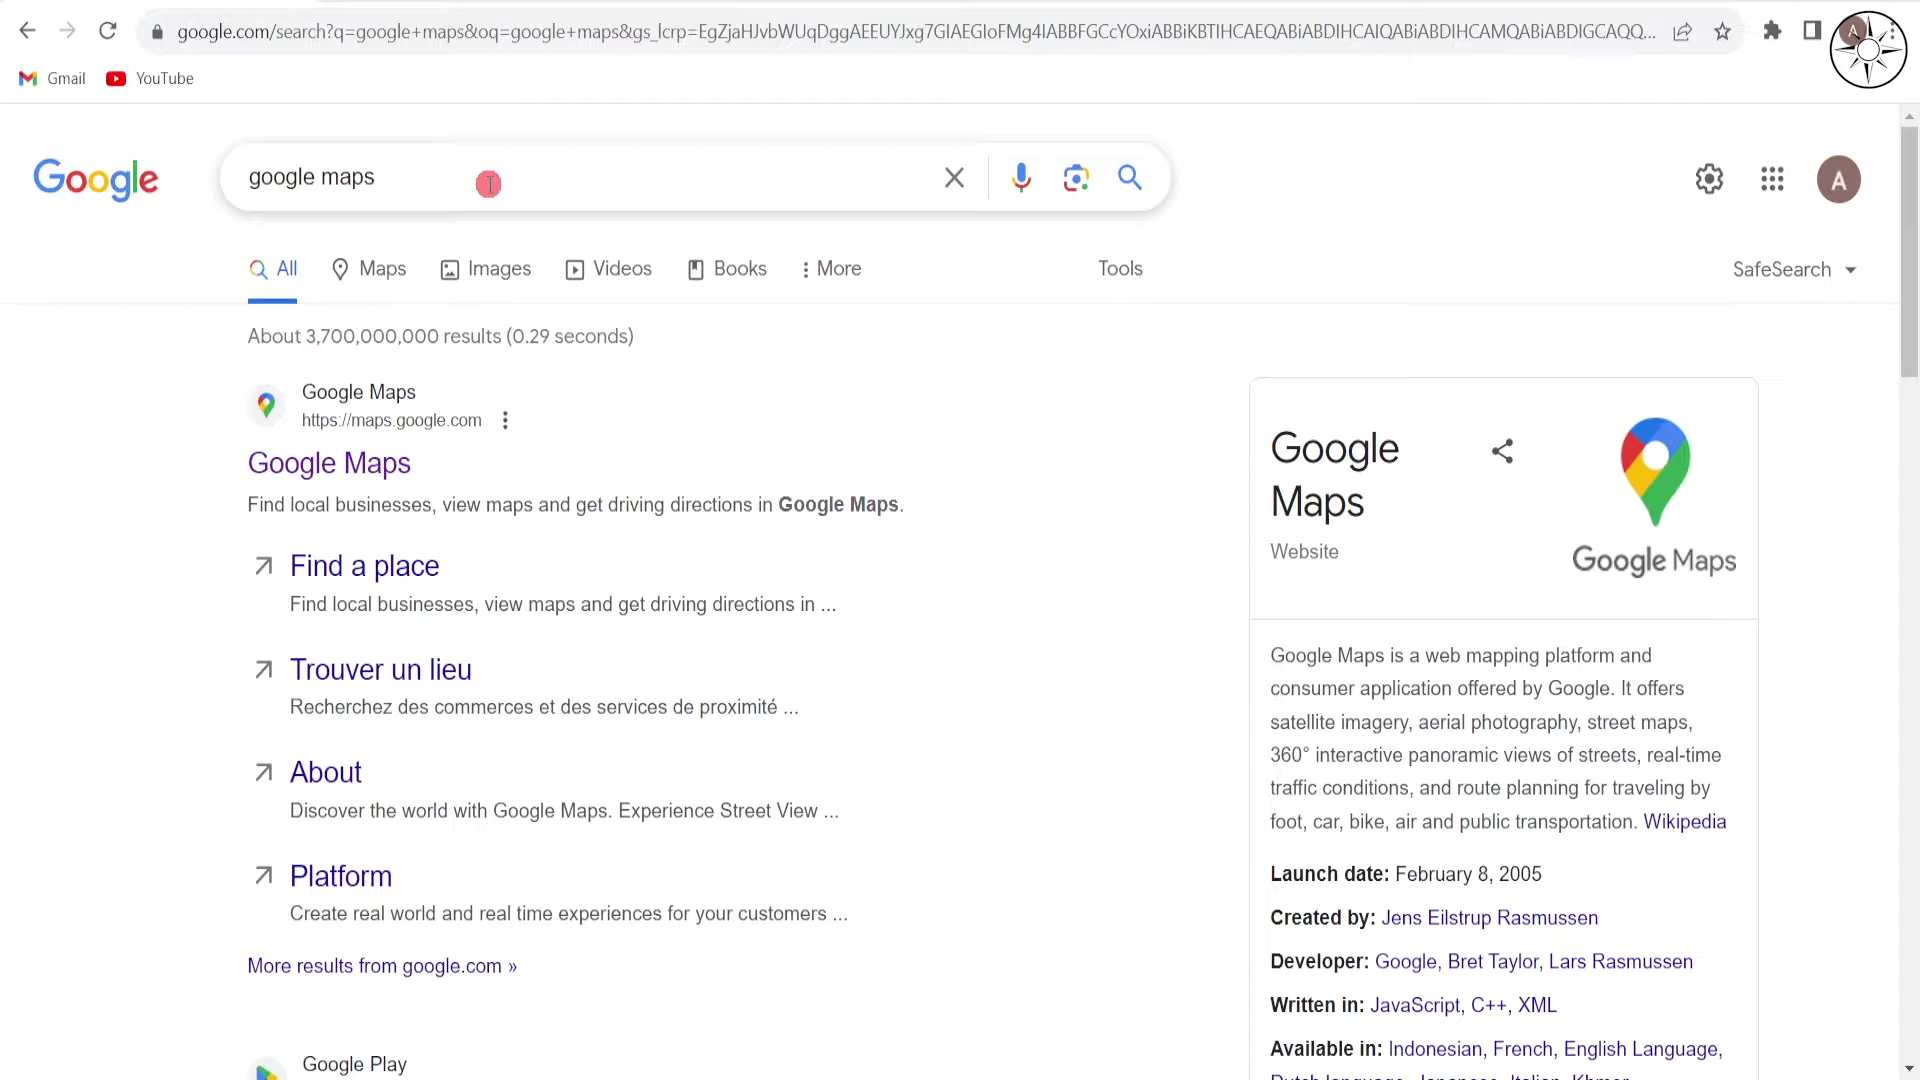 google.com/search?q=google+maps&oq=google+maps&gs_lcrp=EgZjaHJvbWUqDggAEEUYJxg7GIAEGIoFMg4IABBFGCcYOxiABBiKBTIHCAEQABiABDIHCAIQABiABDIHCAMQABiABDIGCAQQ...
Gmail YouTube
Google
google maps
A
All Maps Images Videos Books More Tools SafeSearch
About 3,700,000,000 results (0.29 seconds)
Google Maps
https://maps.google.com
Google Maps
Find local businesses, view maps and get driving directions in Google Maps.
Find a place
Find local businesses, view maps and get driving directions in ...
Trouver un lieu
Recherchez des commerces et des services de proximité ...
About
Discover the world with Google Maps. Experience Street View ...
Platform
Create real world and real time experiences for your customers ...
More results from google.com »
Google Play
Google
Maps
Website
Google Maps
Google Maps is a web mapping platform and
consumer application offered by Google. It offers
satellite imagery, aerial photography, street maps,
360° interactive panoramic views of streets, real-time
traffic conditions, and route planning for traveling by
foot, car, bike, air and public transportation. Wikipedia
Launch date: February 8, 2005
Created by: Jens Eilstrup Rasmussen
Developer: Google, Bret Taylor, Lars Rasmussen
Written in: JavaScript, C++, XML
Available in: Indonesian, French, English Language,
Dutch language, Japanese, Italian, Khmer